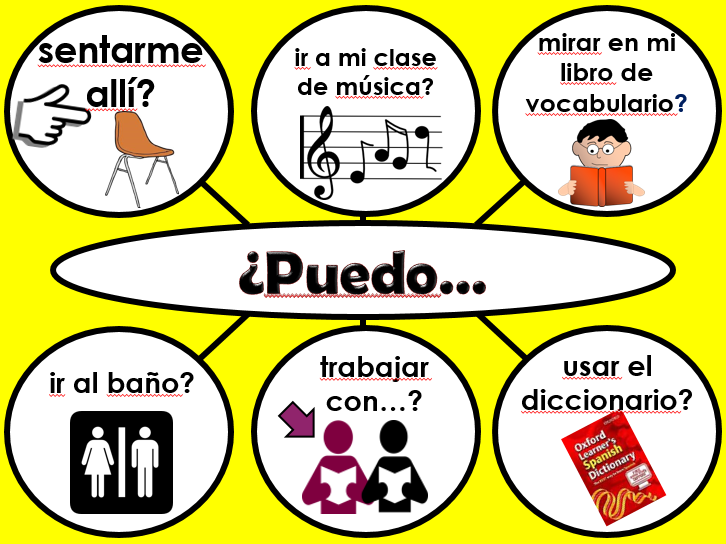 sentarme
allí?
ir a mi clase
de música?
mirar en mi
libro de
vocabulario?
¿Puedo...
ir al baño?
trabajar
con...?
usar el
diccionario?
Oxford
Learner's
Spanish
Dictionary